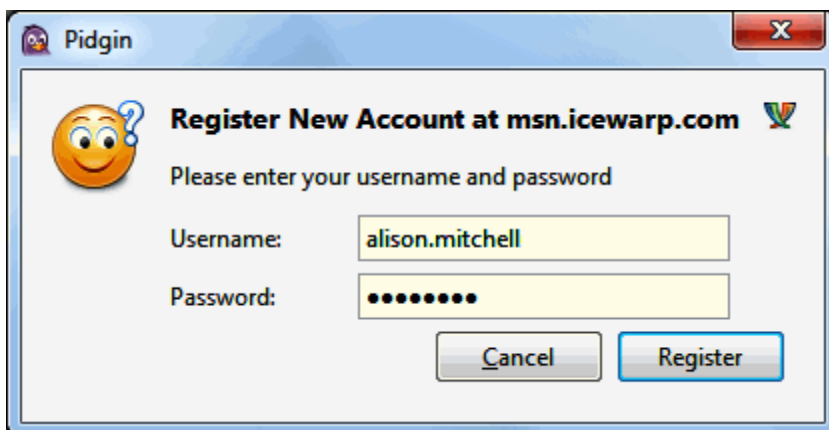 Pidgin
Register New Account at msn.icewarp.com
Please enter your username and password
Username: alison.mitchell
Password: ●●●●●●●●
Cancel Register